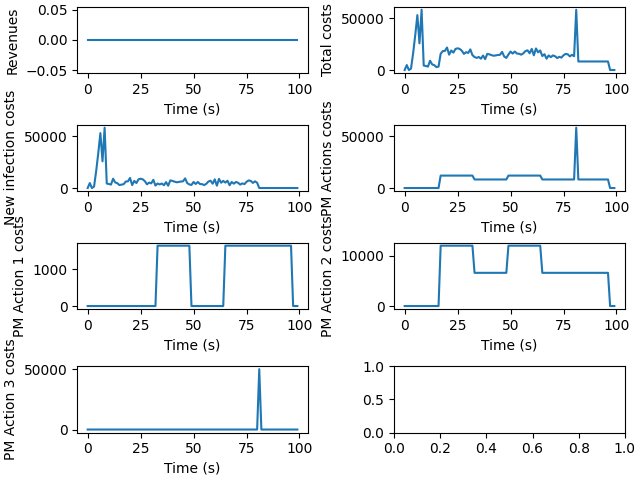 Revenues
0.05
0.00
−0.05
0 25 50 75 100
Time (s)
Total costs
50000
0
0 25 50 75 100
Time (s)
New infection costs
50000
0
0 25 50 75 100
Time (s)
PM Actions costs
50000
0
0 25 50 75 100
Time (s)
PM Action 1 costs
1000
0
0 25 50 75 100
Time (s)
PM Action 2 costs
10000
0
0 25 50 75 100
Time (s)
PM Action 3 costs
50000
0
0 25 50 75 100
Time (s)
1.0
0.5
0.0
0.0 0.2 0.4 0.6 0.8 1.0